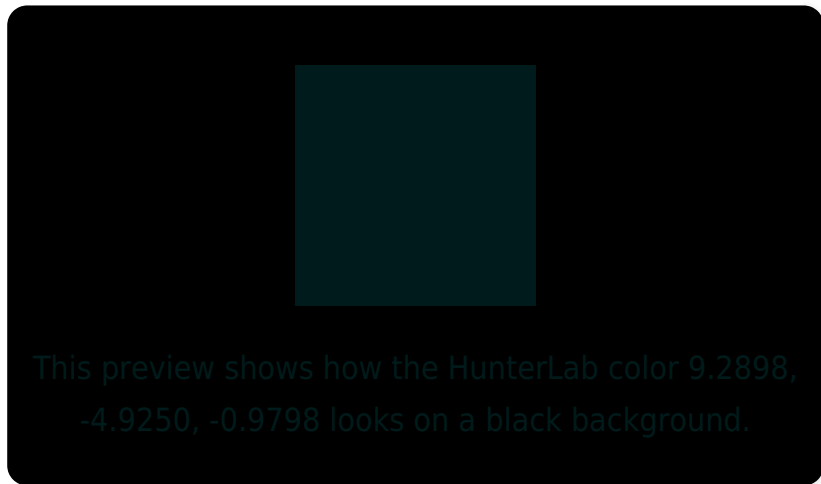 This preview shows how the HunterLab color 9.2898,
-4.9250, -0.9798 looks on a black background.